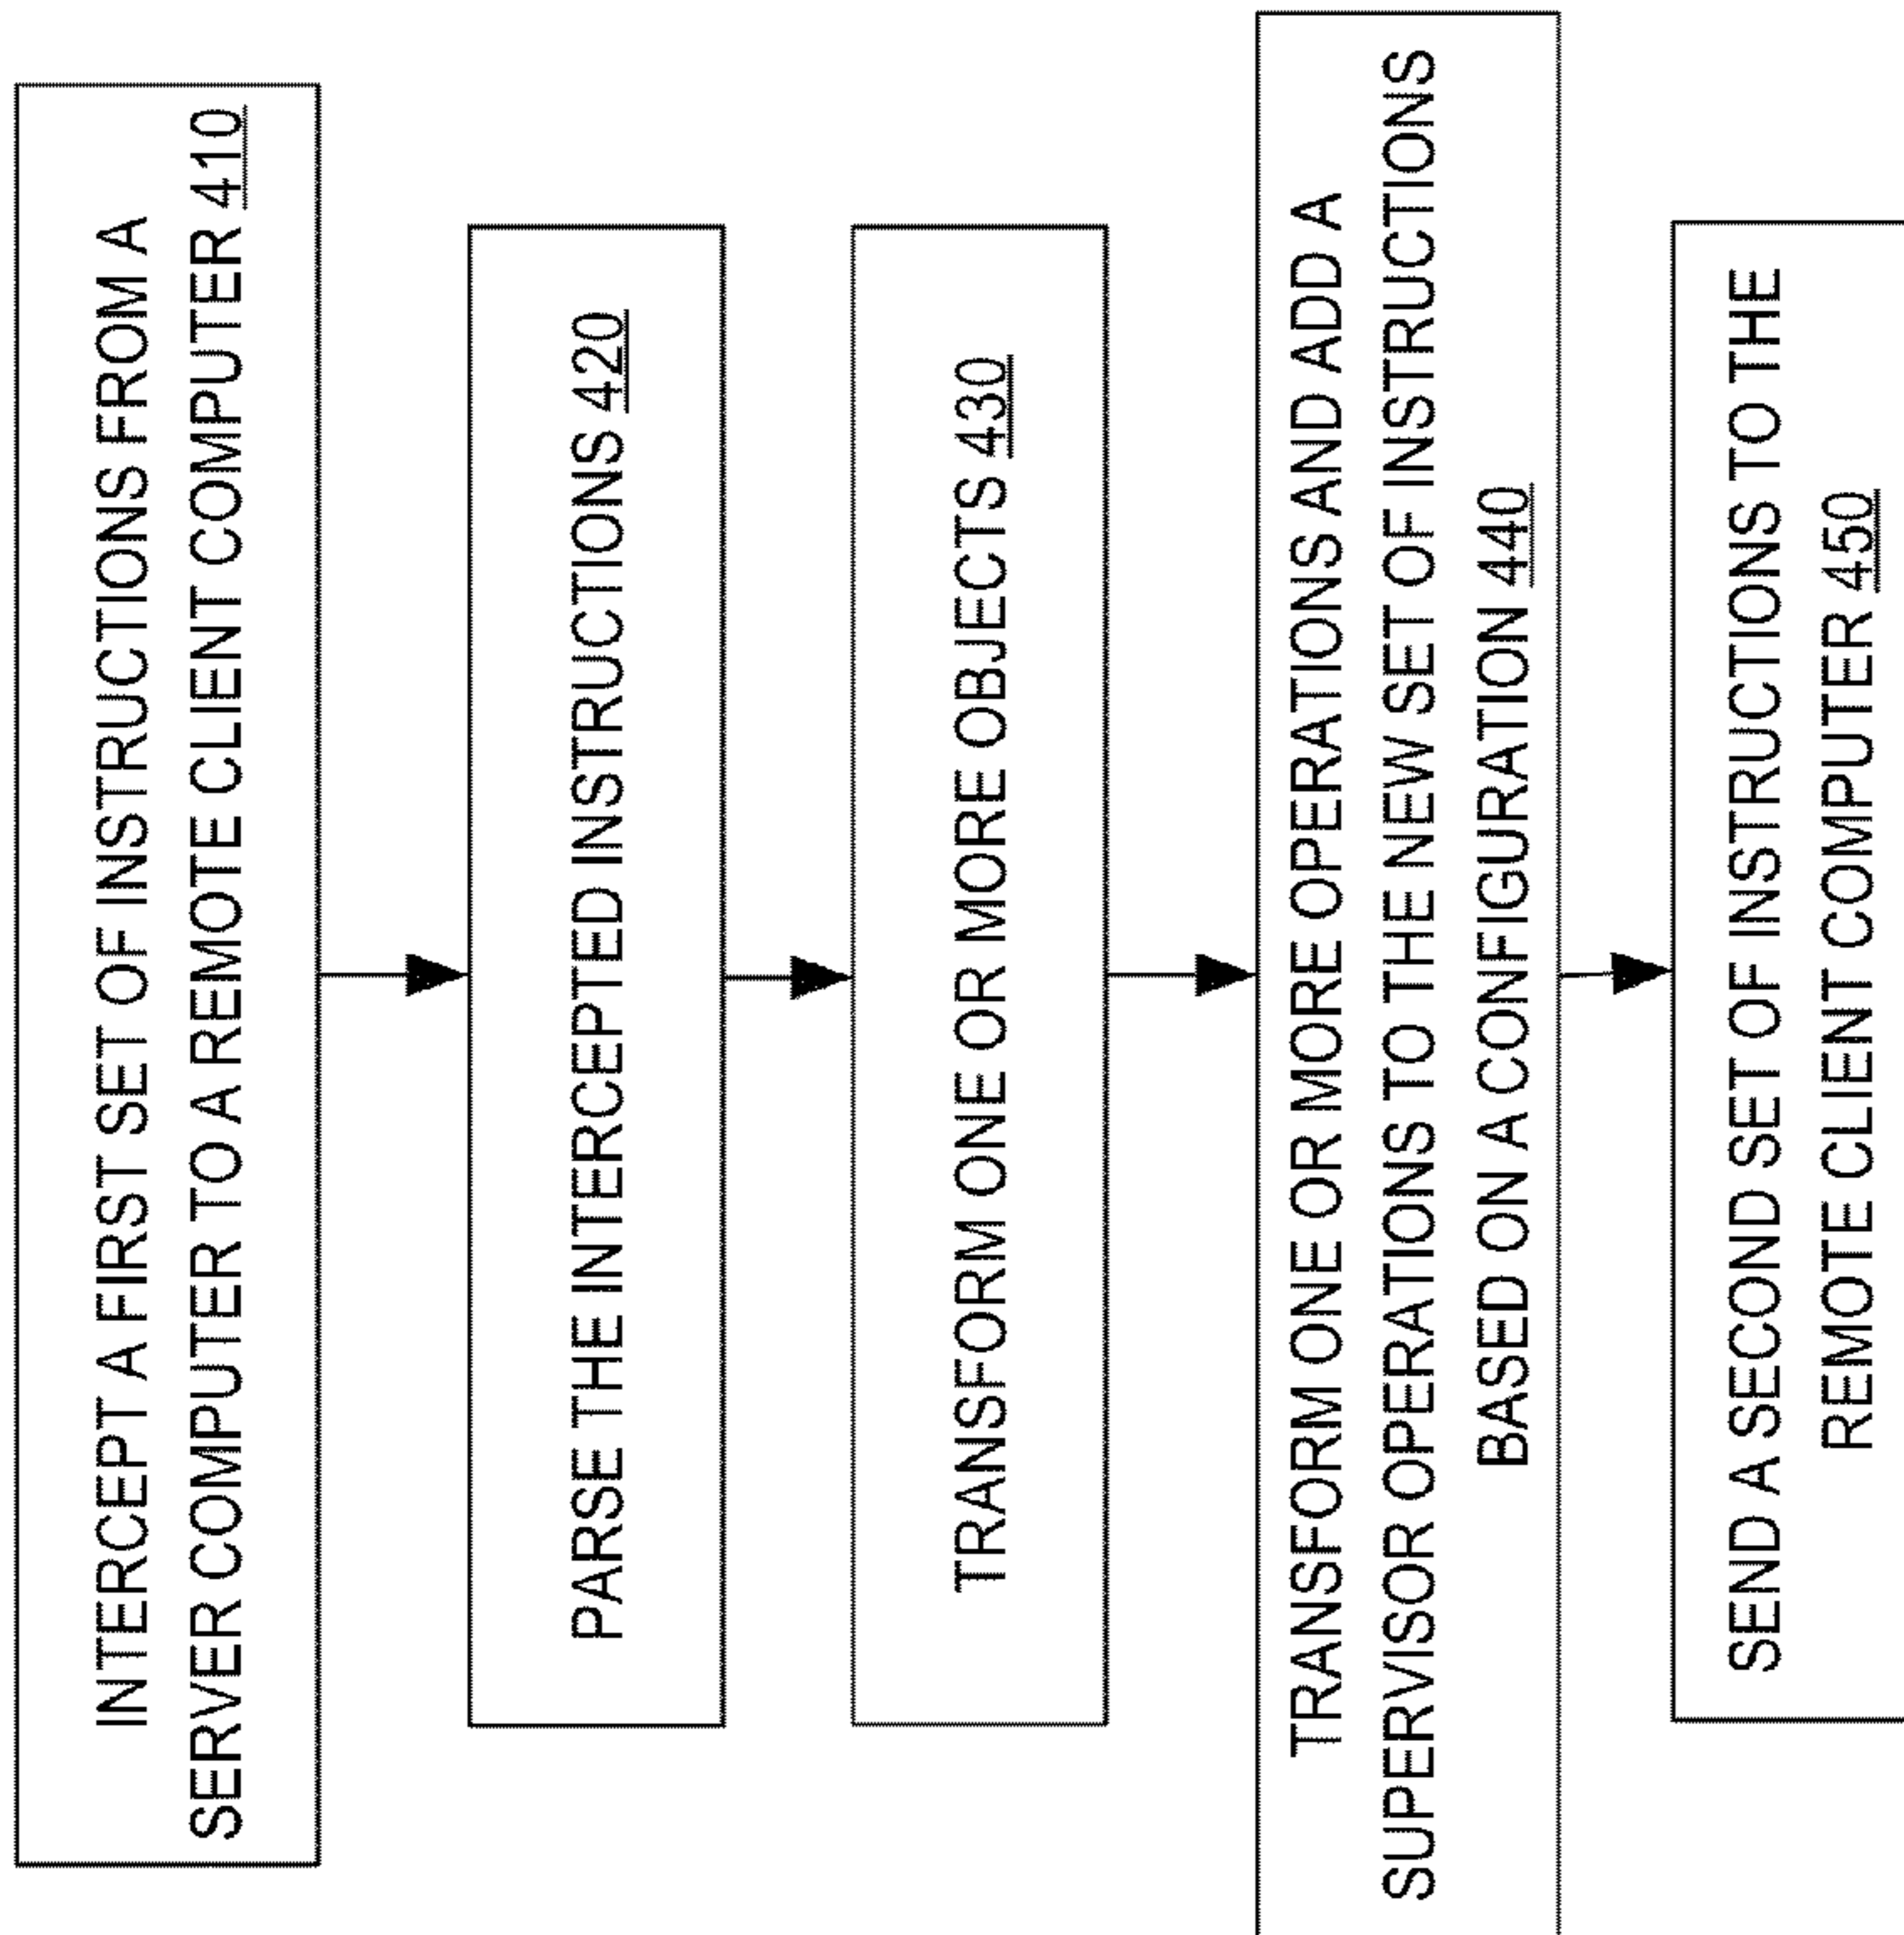 INTERCEPT A FIRST SET OF INSTRUCTIONS FROM A
SERVER COMPUTER TO A REMOTE CLIENT COMPUTER 410
PARSE THE INTERCEPTED INSTRUCTIONS 420
TRANSFORM ONE OR MORE OBJECTS 430
TRANSFORM ONE OR MORE OPERATIONS AND ADD A
SUPERVISOR OPERATIONS TO THE NEW SET OF INSTRUCTIONS
BASED ON A CONFIGURATION 440
SEND A SECOND SET OF INSTRUCTIONS TO THE
REMOTE CLIENT COMPUTER 450